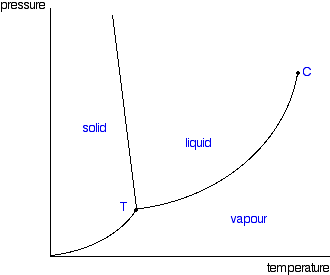 pressure
C
solid
liquid
T
vapour
temperature